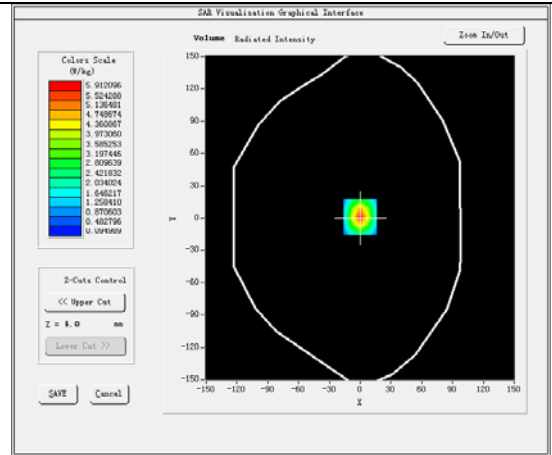 SAR Visualisation Graphical Interface
Volume Radiated Intensity
Zoom In/Out
Colors Scale
(W/kg)
5.912096
5.524288
5.136481
4.748674
4.360867
3.973060
3.585253
3.197446
2.809639
2.421832
2.034024
1.646217
1.258410
0.870603
0.482796
0.094989
Z-Cuts Control
<< Upper Cut
Z = 4.0 mm
Lower Cut >>
SAVE Cancel
150
120
90
60
30
Y 0
-30
-60
-90
-120
-150
-150 -120 -90 -60 -30 0 30 60 90 120 150
X